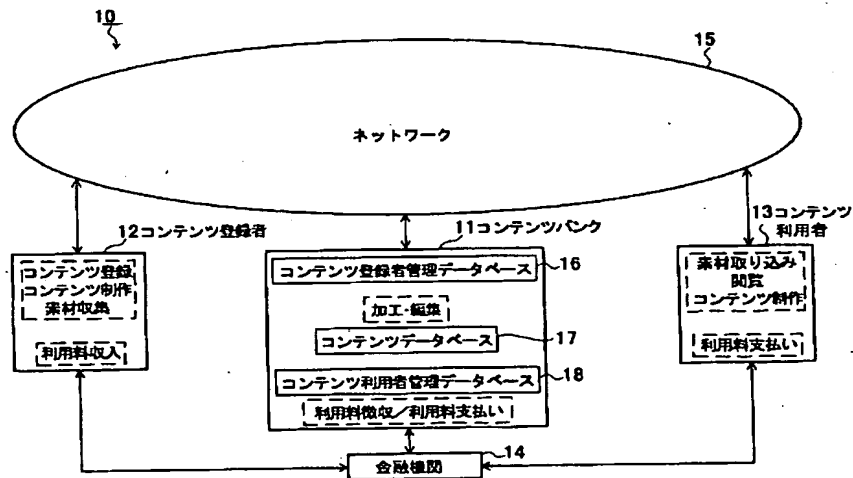 10
15
ネットワーク
12コンテンツ登録者
11コンテンツバンク
13コンテンツ
利用者
コンテンツ登録
コンテンツ制作
素材収集
利用料収入
コンテンツ登録者管理データベース
16
加工・編集
コンテンツデータベース
17
コンテンツ利用者管理データベース
18
利用料徴収／利用料支払い
素材取り込み
閲覧
コンテンツ制作
利用料支払い
14
金融機関